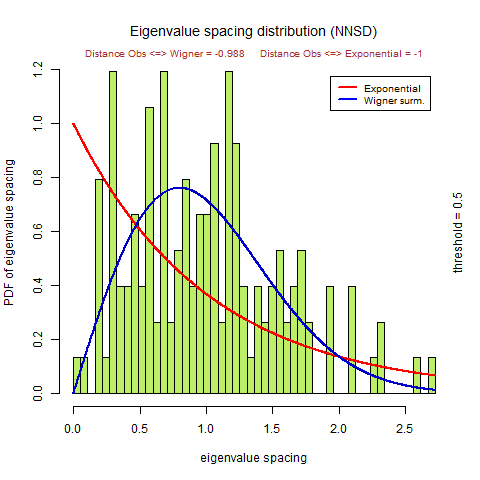 Eigenvalue spacing distribution (NNSD)
Distance Obs <=> Wigner = -0.988 Distance Obs <=> Exponential = -1
Exponential
Wigner surm.
PDF of eigenvalue spacing
1.2
1.0
0.8
0.6
0.4
0.2
0.0
threshold = 0.5
0.0 0.5 1.0 1.5 2.0 2.5
eigenvalue spacing